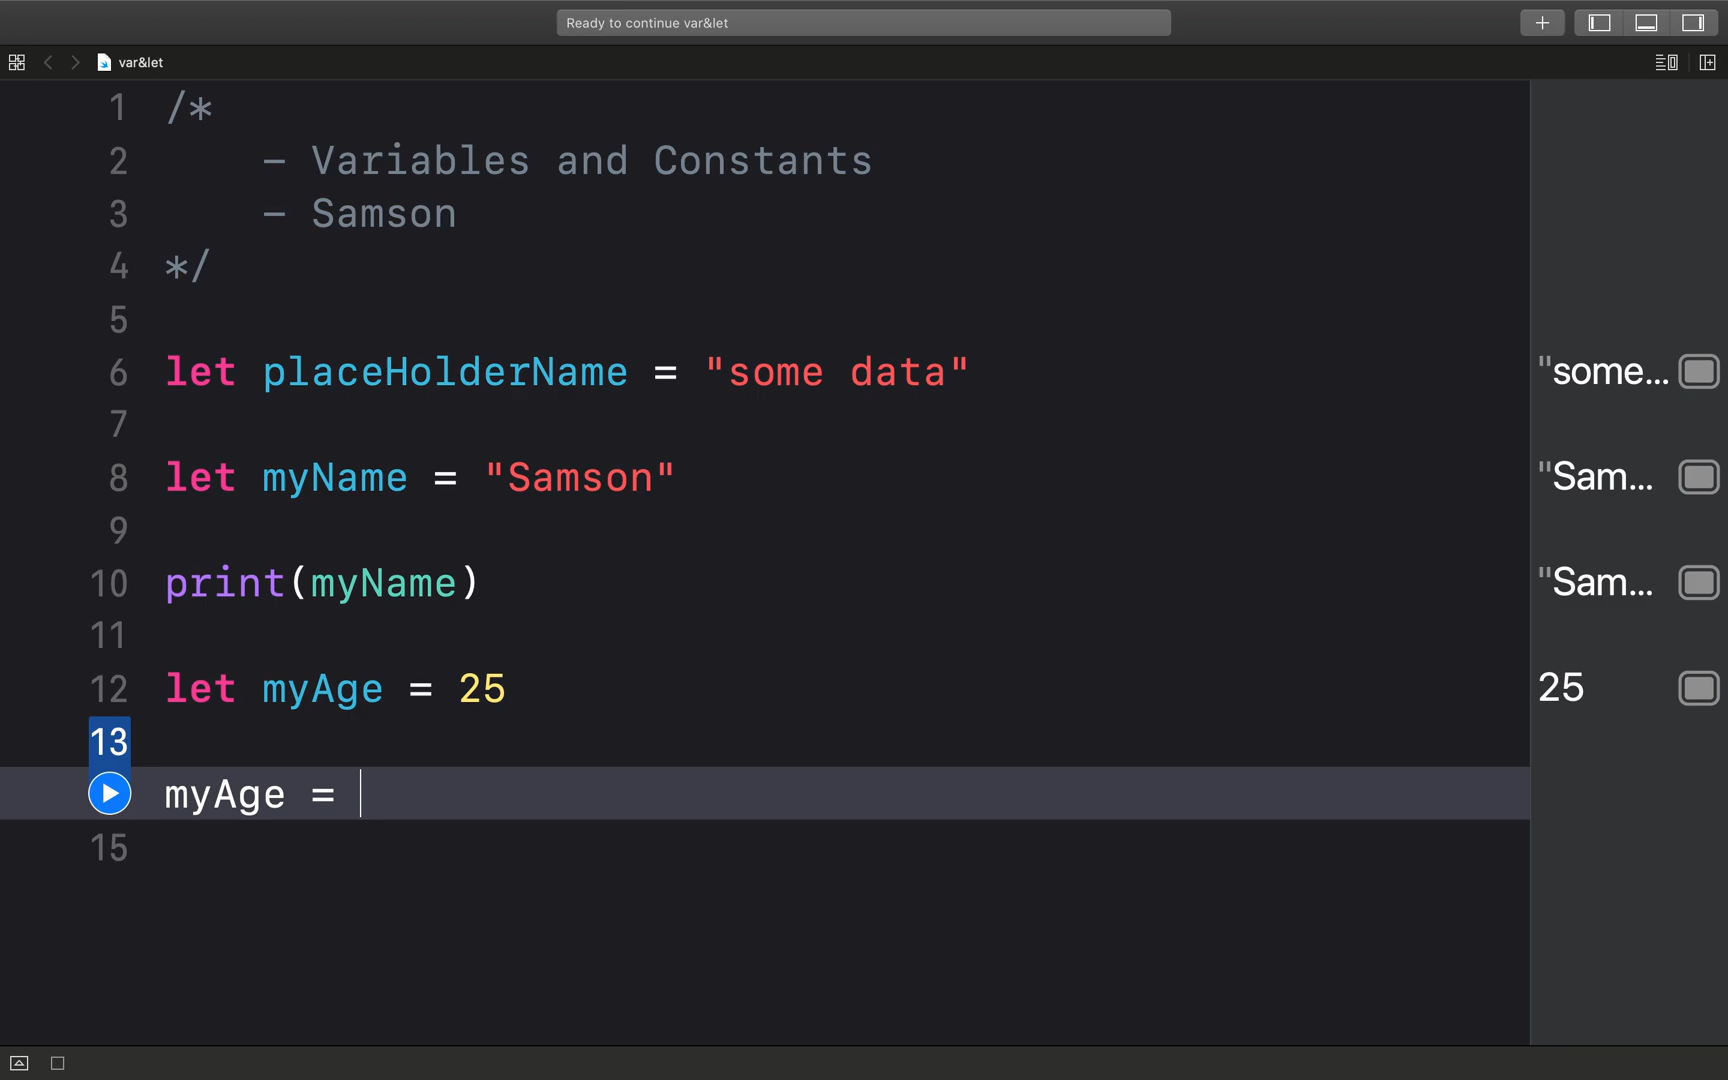 Ready to continue var&let
var&let
1 /*
2 - Variables and Constants
3 - Samson
4 */
5
6 let placeHolderName = "some data" "some...
7
8 let myName = "Samson" "Sam...
9
10 print(myName) "Sam...
11
12 let myAge = 25 25
13
myAge =
15